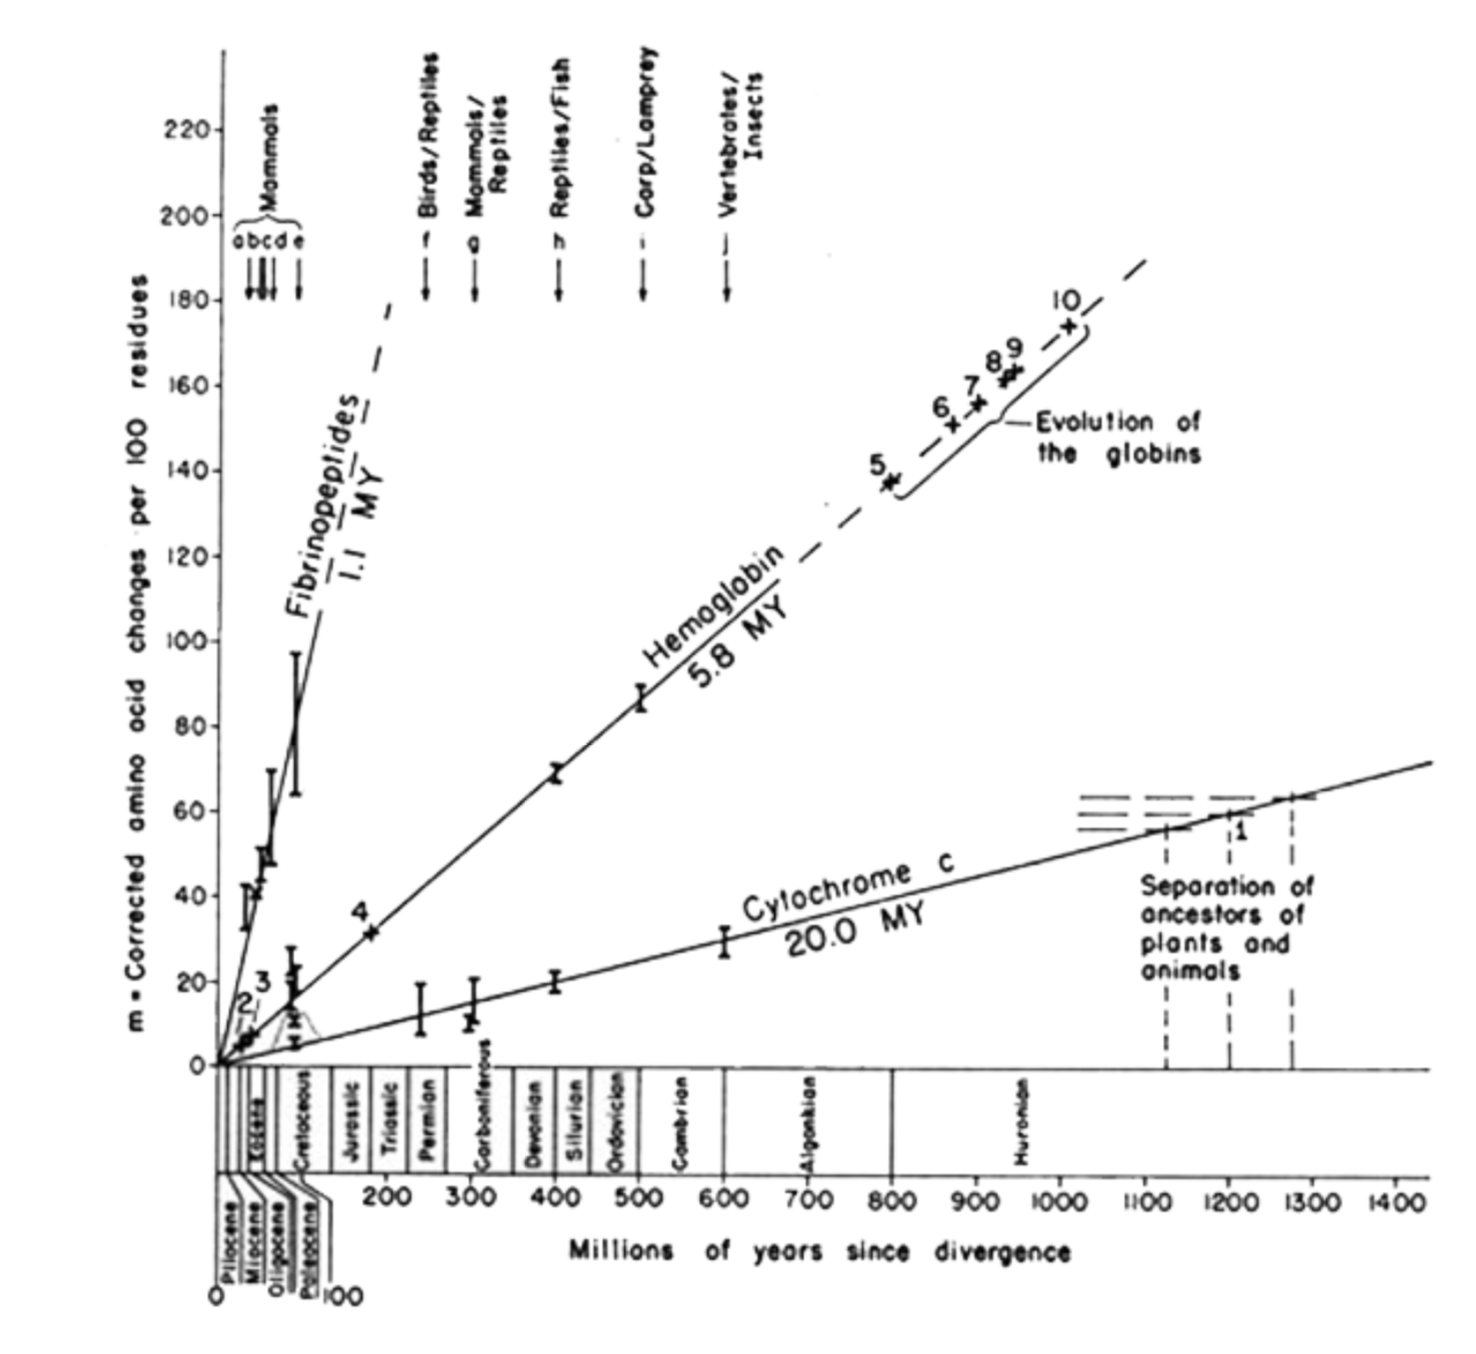 m = Corrected amino acid changes per 100 residues
220
200
180
160
140
120
100
80
60
40
20
0
Mammals
a b c d e
f Birds/Reptiles
g Mammals/
Reptiles
h Reptiles/Fish
i Carp/Lamprey
j Vertebrates/
Insects
Fibrinopeptides
1.1 MY
Hemoglobin
5.8 MY
Cytochrome c
20.0 MY
10
9
8
7
6
5
4
3
2
1
Evolution of
the globins
Separation of
ancestors of
plants and
animals
Pliocene
Miocene
Oligocene
Eocene
Paleocene
Cretaceous
Jurassic
Triassic
Permian
Carboniferous
Devonian
Silurian
Ordovician
Cambrian
Algonkian
Huronian
0 100
200 300 400 500 600 700 800 900 1000 1100 1200 1300 1400
Millions of years since divergence